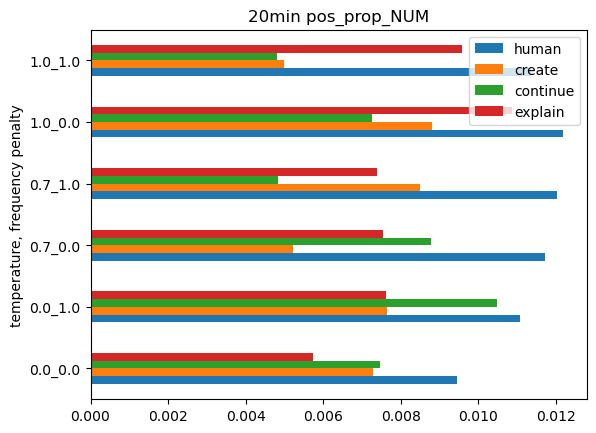 20min pos_prop_NUM
human
create
continue
explain
temperature, frequency penalty
1.0_1.0
1.0_0.0
0.7_1.0
0.7_0.0
0.0_1.0
0.0_0.0
0.000 0.002 0.004 0.006 0.008 0.010 0.012